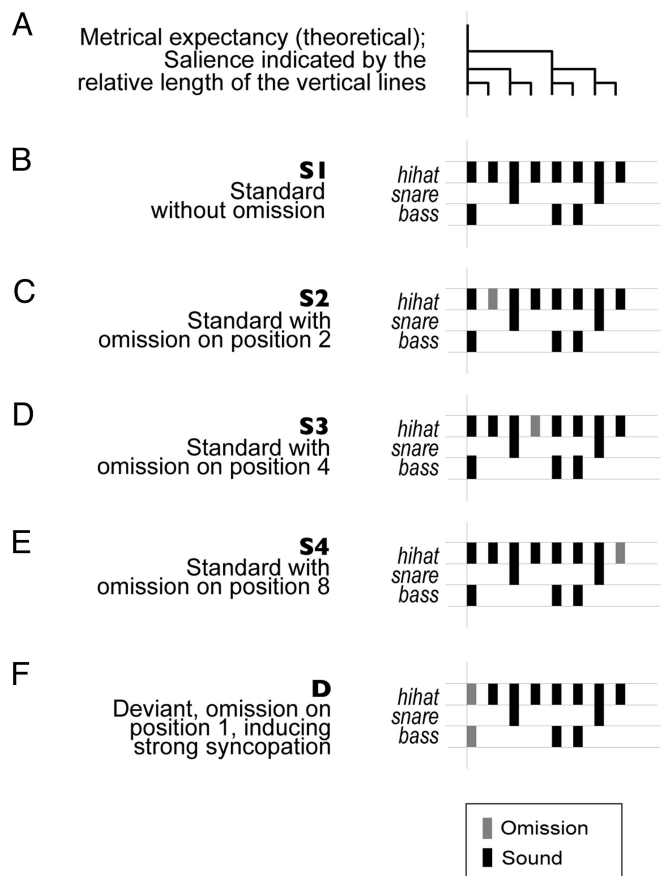 A
Metrical expectancy (theoretical);
Salience indicated by the
relative length of the vertical lines
B
S1
Standard
without omission
hihat
snare
bass
C
S2
Standard with
omission on position 2
hihat
snare
bass
D
S3
Standard with
omission on position 4
hihat
snare
bass
E
S4
Standard with
omission on position 8
hihat
snare
bass
F
D
Deviant, omission on
position 1, inducing
strong syncopation
hihat
snare
bass
Omission
Sound